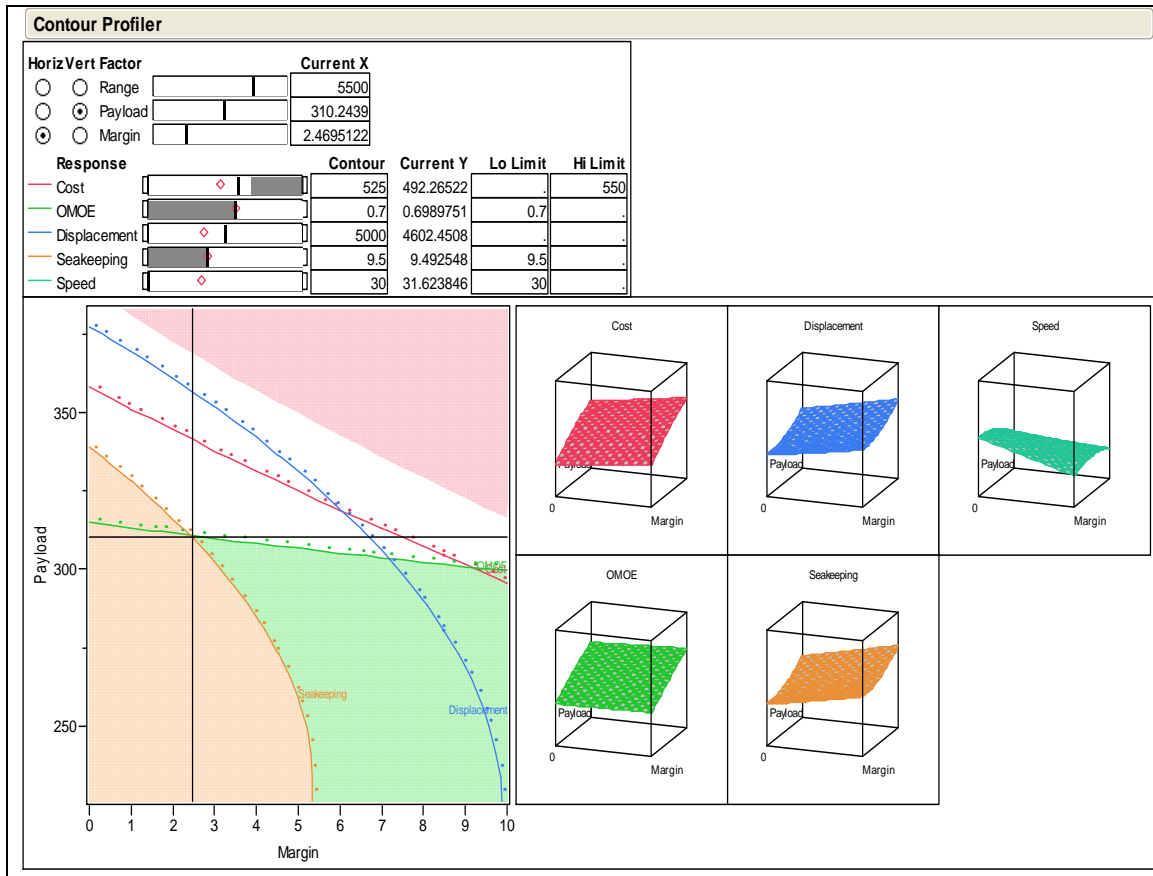 Contour Profiler
Horiz Vert Factor Current X
Range 5500
Payload 310.2439
Margin 2.4695122
Response Contour Current Y Lo Limit Hi Limit
Cost 525 492.26522 . 550
OMOE 0.7 0.6989751 0.7 .
Displacement 5000 4602.4508 . .
Seakeeping 9.5 9.492548 9.5 .
Speed 30 31.623846 30 .
Payload
350
300
250
OMOE
Seakeeping
Displacement
0 1 2 3 4 5 6 7 8 9 10
Margin
Cost
Payload
0
Margin
Displacement
Payload
0
Margin
Speed
Payload
0
Margin
OMOE
Payload
0
Margin
Seakeeping
Payload
0
Margin